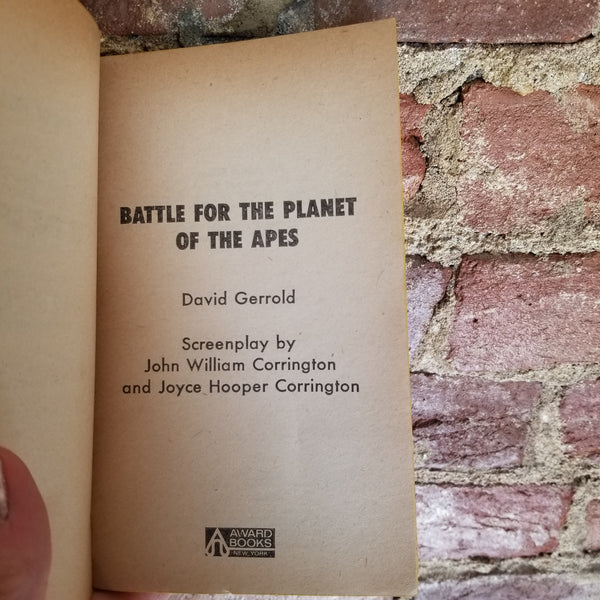 BATTLE FOR THE PLANET
OF THE APES
David Gerrold
Screenplay by
John William Corrington
and Joyce Hooper Corrington
AWARD
BOOKS
NEW YORK